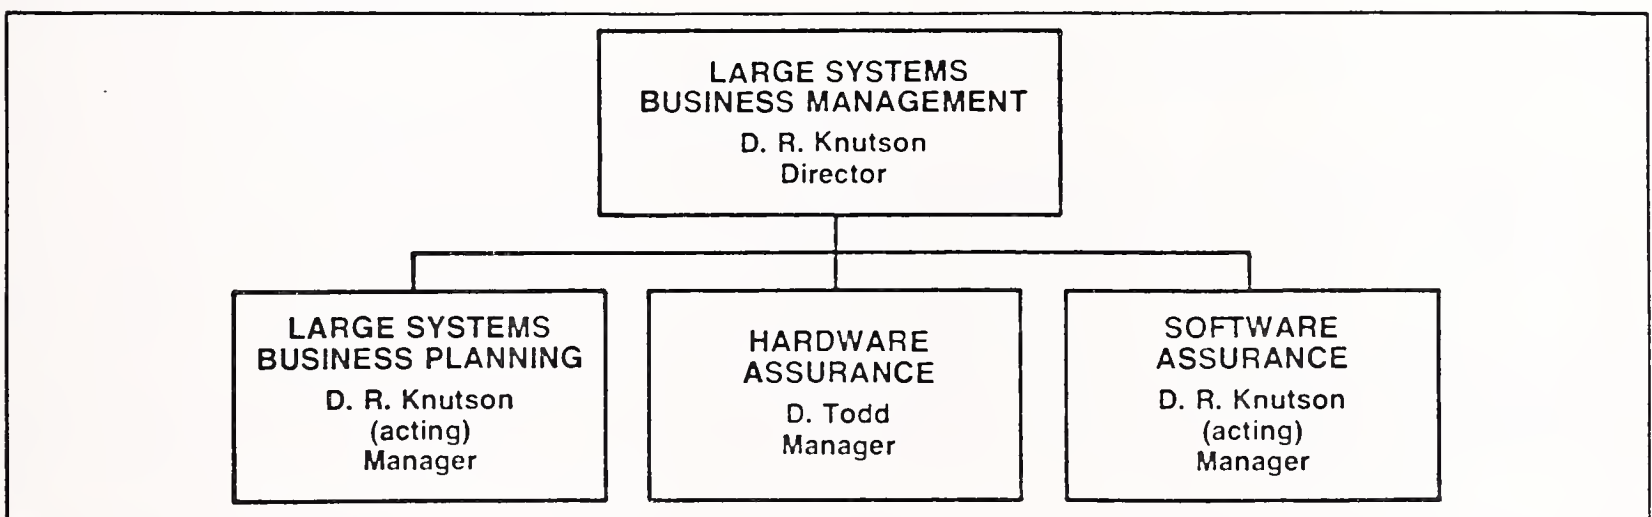 LARGE SYSTEMS
BUSINESS MANAGEMENT
D. R. Knutson
Director
LARGE SYSTEMS
BUSINESS PLANNING
D. R. Knutson
(acting)
Manager
HARDWARE
ASSURANCE
D. Todd
Manager
SOFTWARE
ASSURANCE
D. R. Knutson
(acting)
Manager